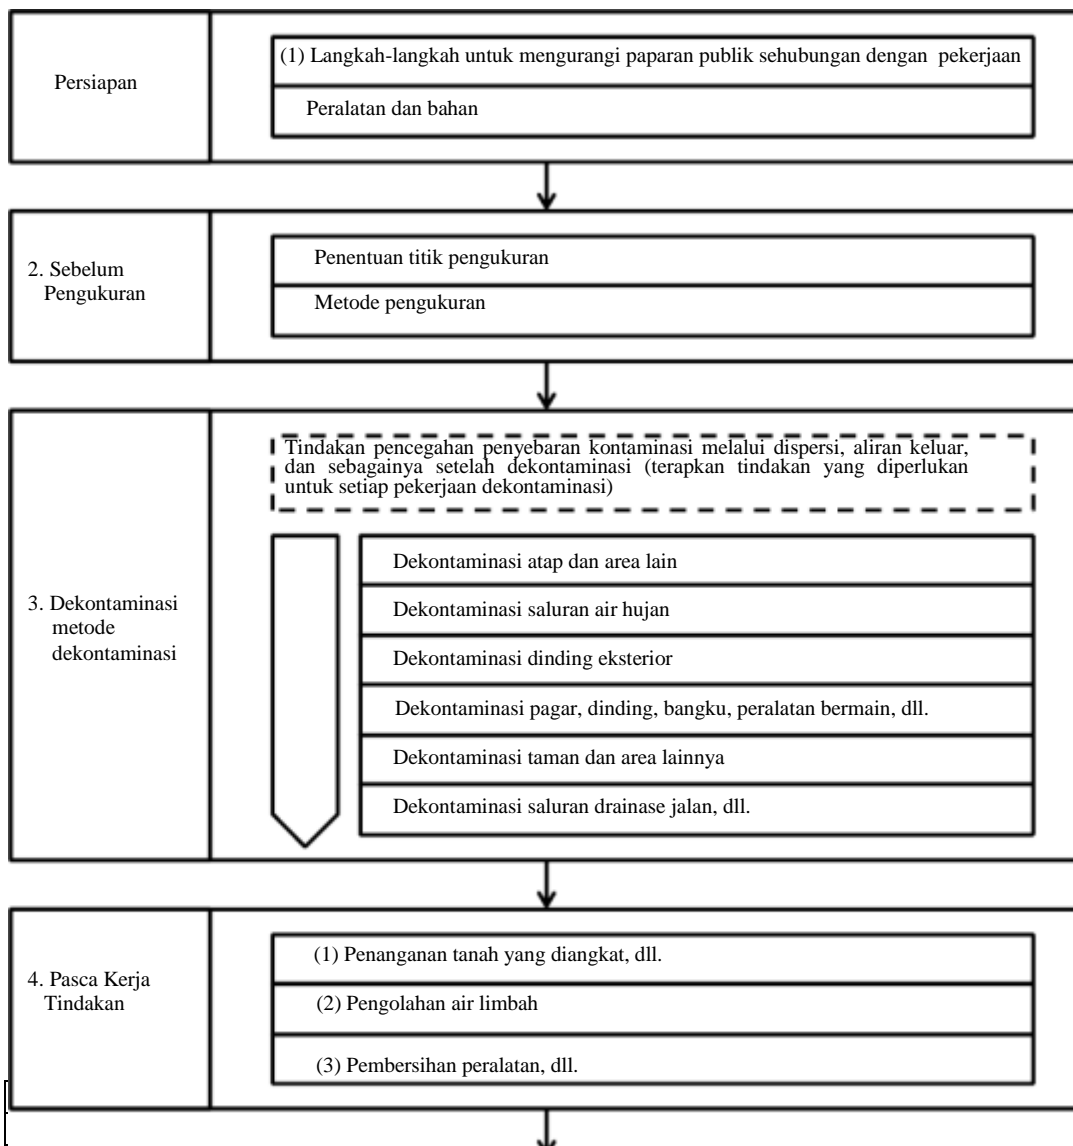 Persiapan
(1) Langkah-langkah untuk mengurangi paparan publik sehubungan dengan pekerjaan
Peralatan dan bahan
2. Sebelum
Pengukuran
Penentuan titik pengukuran
Metode pengukuran
3. Dekontaminasi
metode
dekontaminasi
Tindakan pencegahan penyebaran kontaminasi melalui dispersi, aliran keluar,
dan sebagainya setelah dekontaminasi (terapkan tindakan yang diperlukan
untuk setiap pekerjaan dekontaminasi)
Dekontaminasi atap dan area lain
Dekontaminasi saluran air hujan
Dekontaminasi dinding eksterior
Dekontaminasi pagar, dinding, bangku, peralatan bermain, dll.
Dekontaminasi taman dan area lainnya
Dekontaminasi saluran drainase jalan, dll.
4. Pasca Kerja
Tindakan
(1) Penanganan tanah yang diangkat, dll.
(2) Pengolahan air limbah
(3) Pembersihan peralatan, dll.